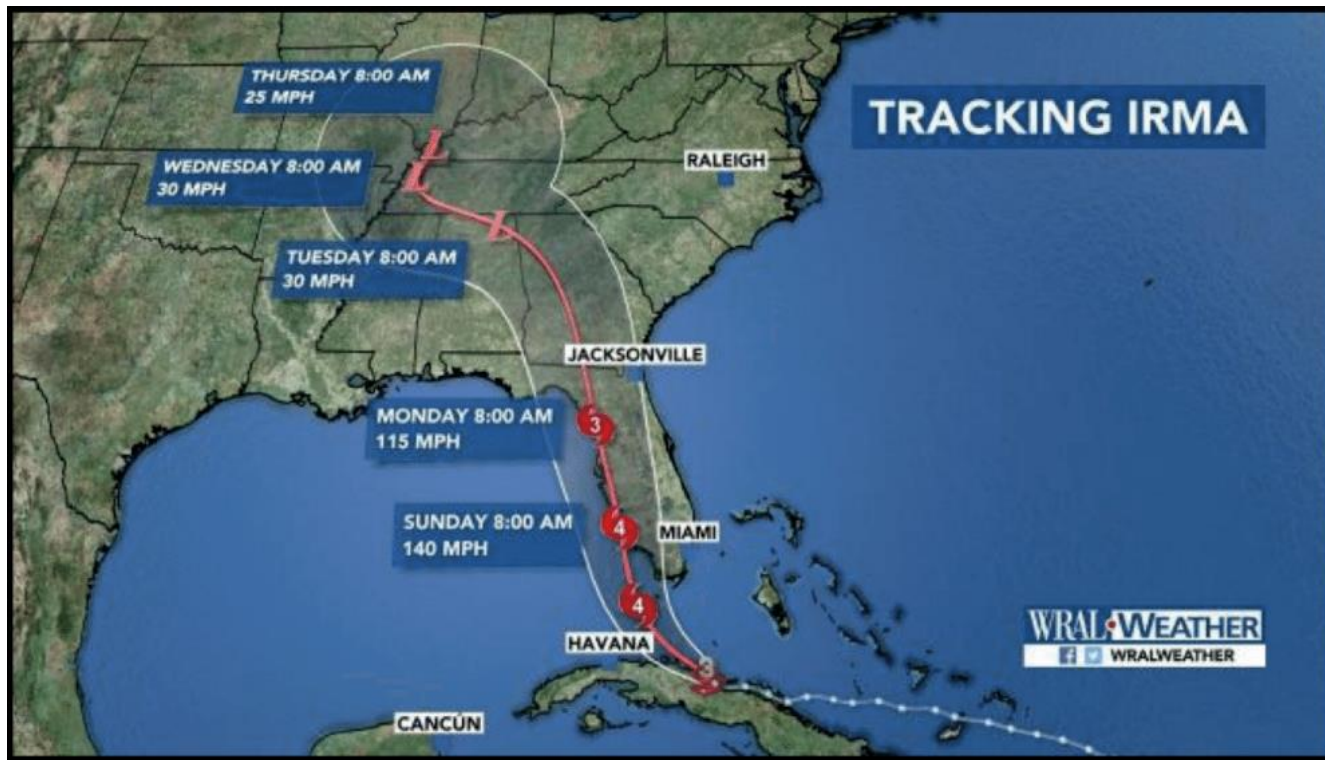 TRACKING IRMA
THURSDAY 8:00 AM
25 MPH
RALEIGH
WEDNESDAY 8:00 AM
30 MPH
TUESDAY 8:00 AM
30 MPH
JACKSONVILLE
MONDAY 8:00 AM
115 MPH
3
SUNDAY 8:00 AM
140 MPH
4
MIAMI
4
HAVANA
3
CANCÚN
L
L
L
WRAL WEATHER
WRALWEATHER